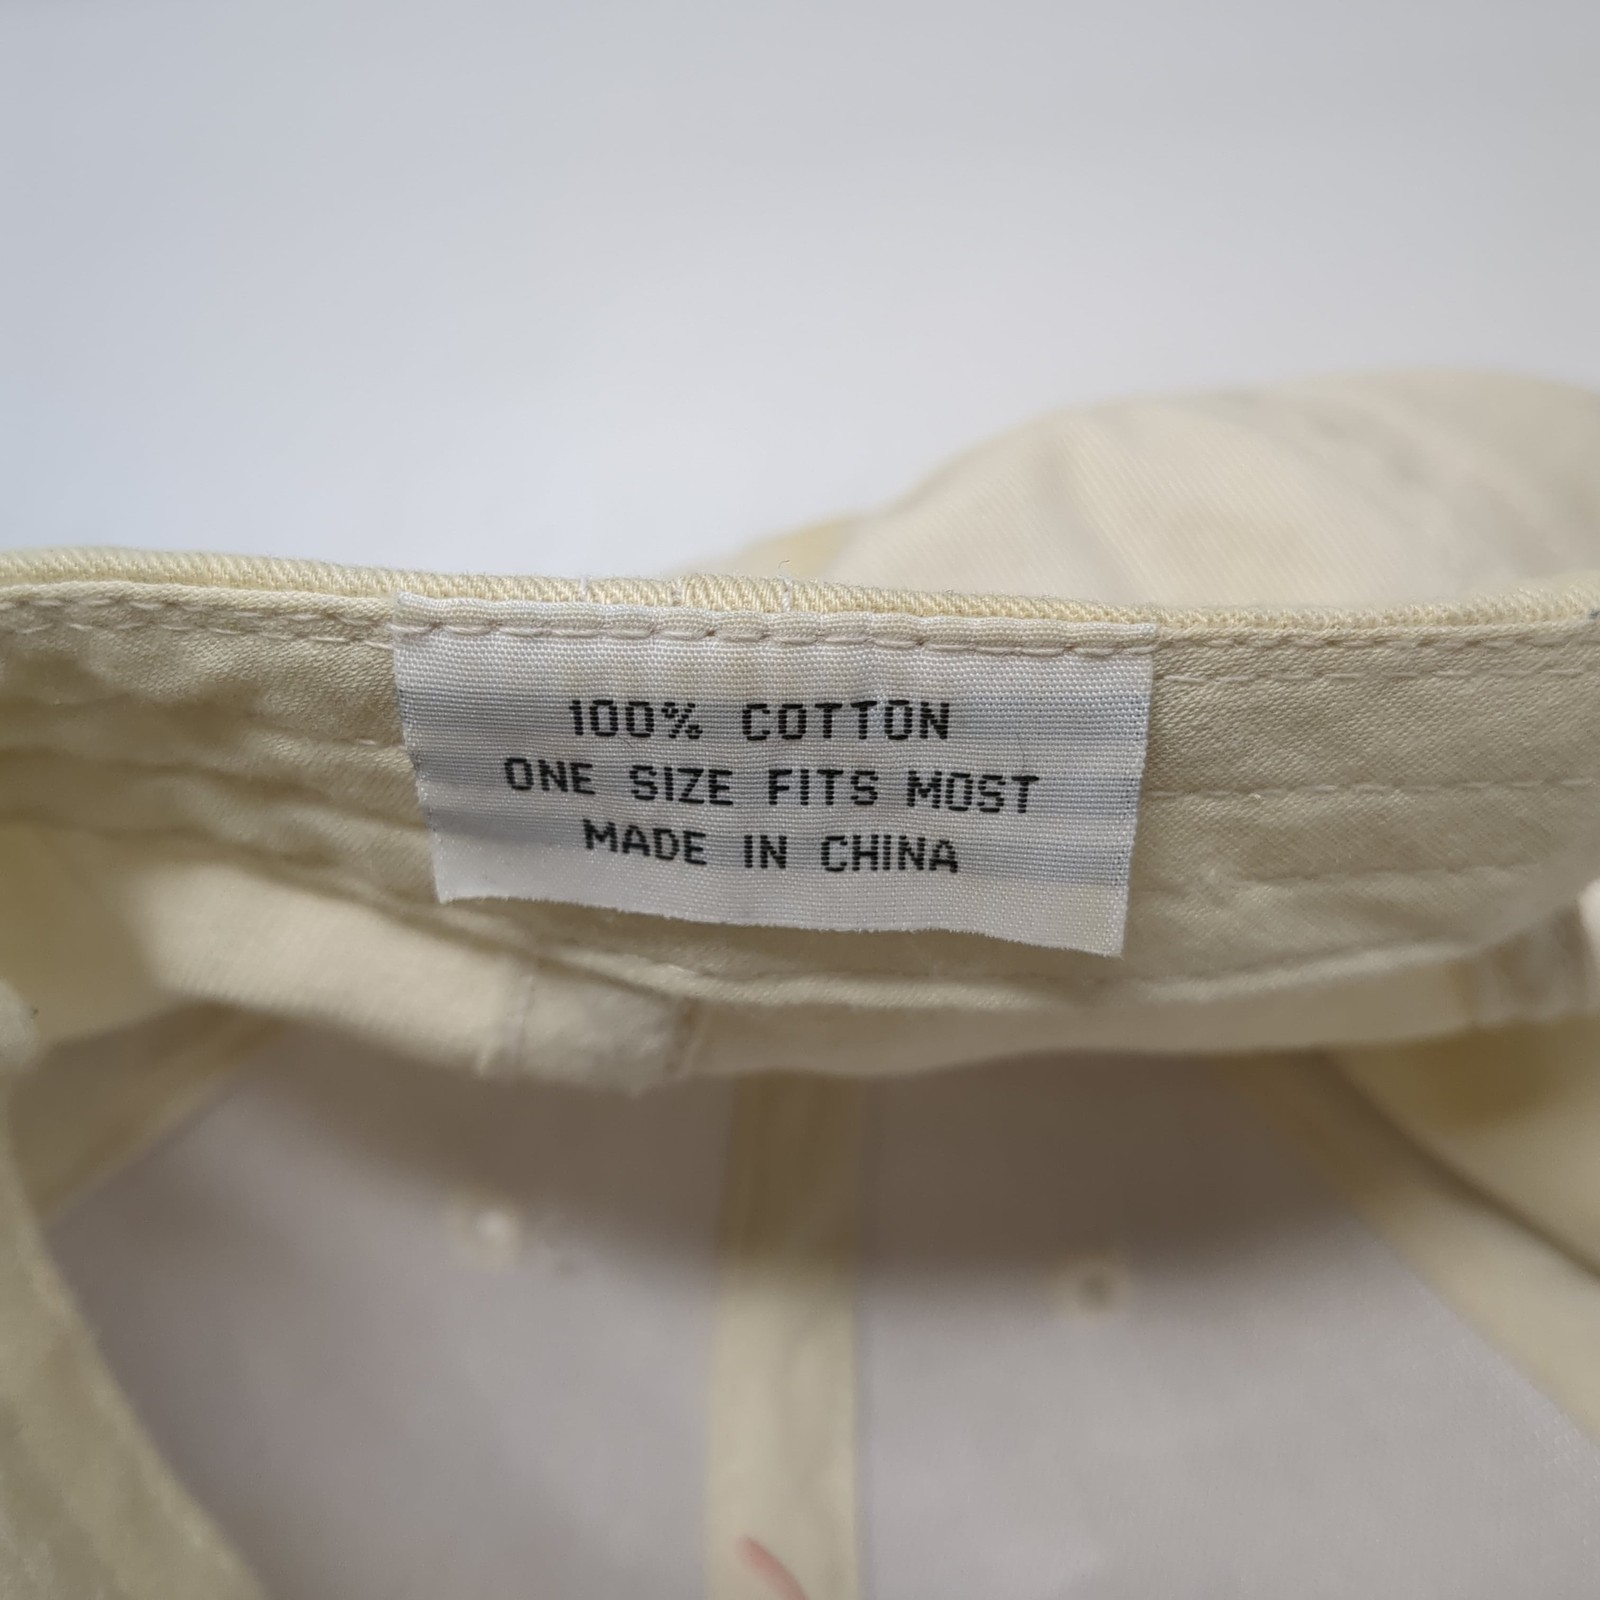 100% COTTON
ONE SIZE FITS MOST
MADE IN CHINA